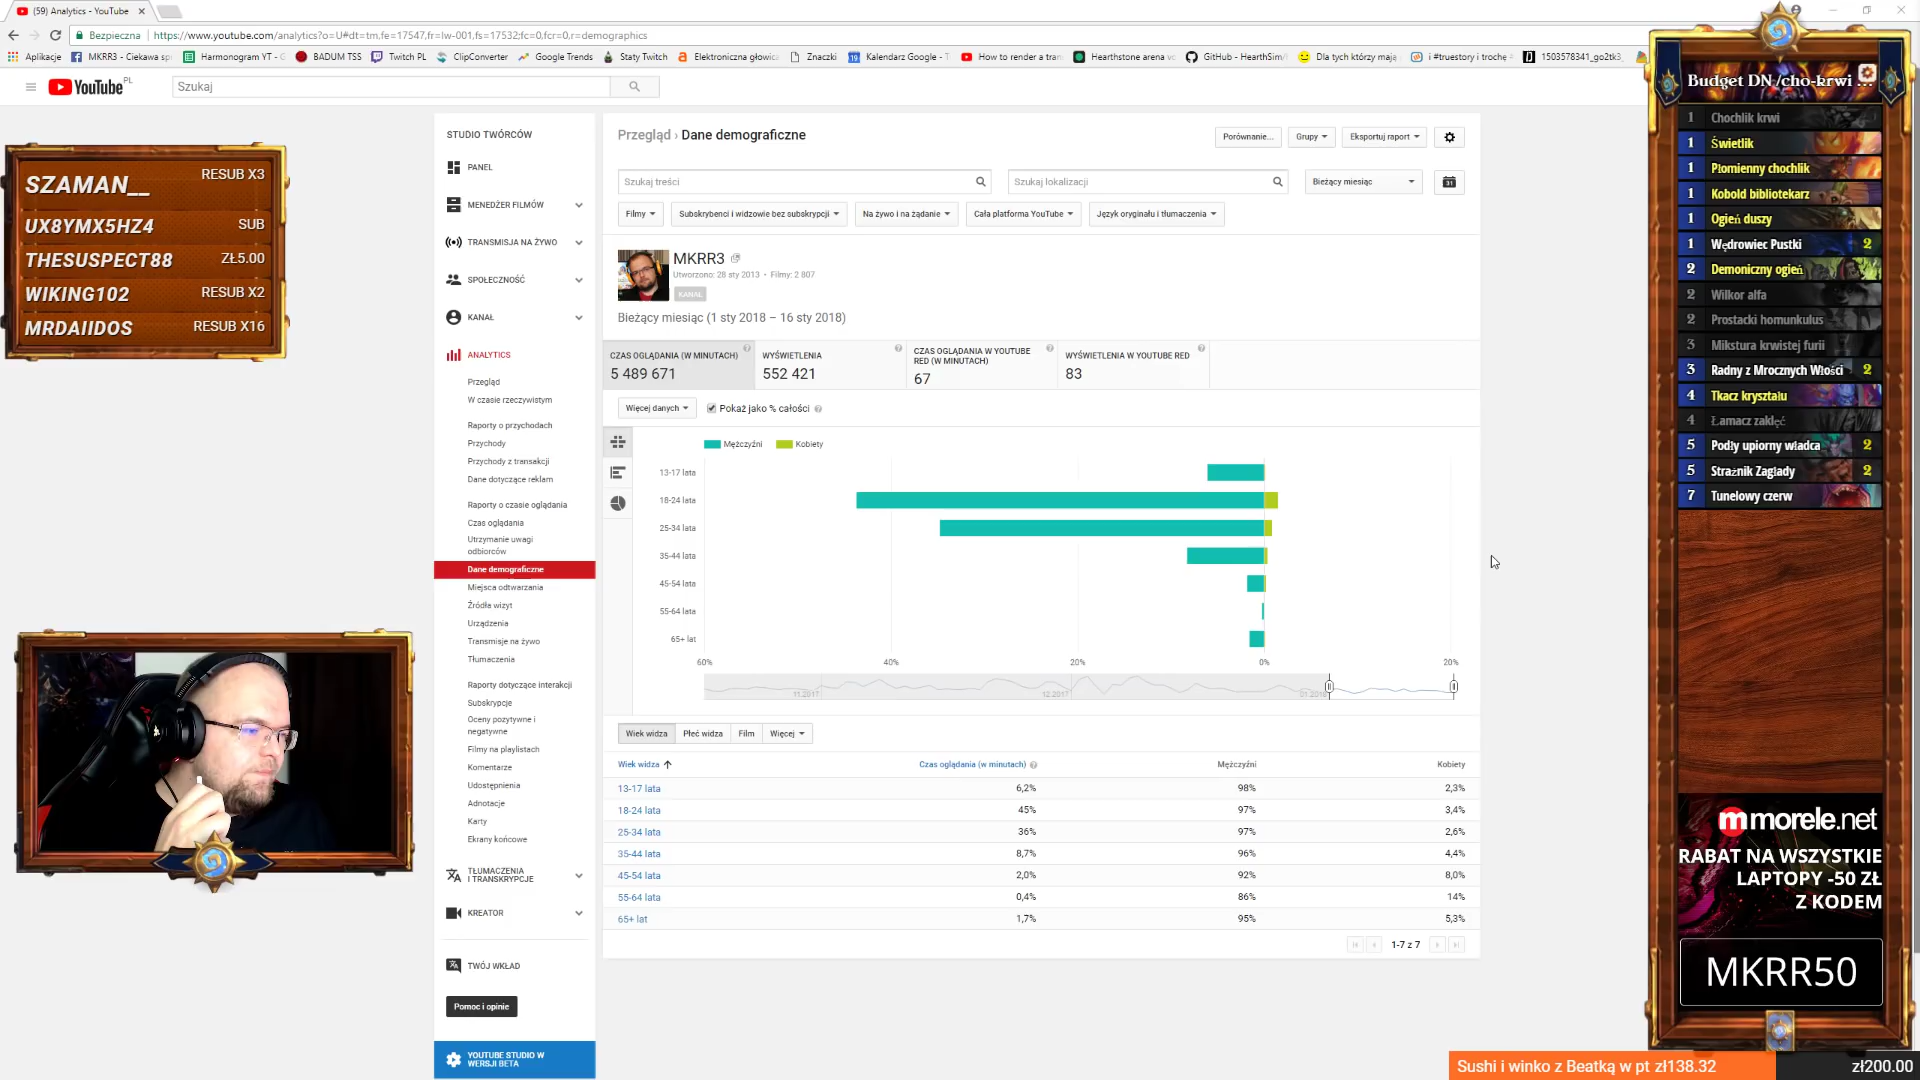 (59) Analytics - YouTube
Bezpieczna
https://www.youtube.com/analytics?o=U#dt=tm,fe=17547,fr=lw-001,fs=17532;fc=0,fcr=0,r=demographics
Aplikacje
MKRR3 - Ciekawa sp
Harmonogram YT - G
BADUM TSS
Twitch PL
ClipConverter
Google Trends
Staty Twitch
Elektroniczna głowic
Znaczki
Kalendarz Google - T
How to render a tran
Hearthstone arena vo
GitHub - HearthSim/
Dla tych którzy mają
i #truestory i trochę
1503578341_go2tk3
YouTube PL
Szukaj
SZAMAN__ RESUB X3
UX8YMX5HZ4 SUB
THESUSPECT88 ZŁ5.00
WIKING102 RESUB X2
MRDAIIDOS RESUB X16
STUDIO TWÓRCÓW
PANEL
MENEDŻER FILMÓW
TRANSMISJA NA ŻYWO
SPOŁECZNOŚĆ
KANAŁ
ANALYTICS
Przegląd
W czasie rzeczywistym
Raporty o przychodach
Przychody
Przychody z transakcji
Dane dotyczące reklam
Raporty o czasie oglądania
Czas oglądania
Utrzymanie uwagi
odbiorców
Dane demograficzne
Miejsca odtwarzania
Źródła wizyt
Urządzenia
Transmisje na żywo
Tłumaczenia
Raporty dotyczące interakcji
Subskrypcje
Oceny pozytywne i
negatywne
Filmy na playlistach
Komentarze
Udostępnienia
Adnotacje
Karty
Ekrany końcowe
TŁUMACZENIA
I TRANSKRYPCJE
KREATOR
TWÓJ WKŁAD
Pomoc i opinie
YOUTUBE STUDIO W
WERSJI BETA
Przegląd › Dane demograficzne
Porównanie...
Grupy
Eksportuj raport
Szukaj treści
Szukaj lokalizacji
Bieżący miesiąc
31
Filmy
Subskrybenci i widzowie bez subskrypcji
Na żywo i na żądanie
Cała platforma YouTube
Język oryginału i tłumaczenia
MKRR3
Utworzono: 28 sty 2013 • Filmy: 2 807
KANAŁ
Bieżący miesiąc (1 sty 2018 – 16 sty 2018)
CZAS OGLĄDANIA (W MINUTACH)
5 489 671
WYŚWIETLENIA
552 421
CZAS OGLĄDANIA W YOUTUBE
RED (W MINUTACH)
67
WYŚWIETLENIA W YOUTUBE RED
83
Więcej danych
Pokaż jako % całości
Mężczyźni
Kobiety
13-17 lata
18-24 lata
25-34 lata
35-44 lata
45-54 lata
55-64 lata
65+ lat
60% 40% 20% 0% 20%
11.2017 12.2017 01.2018
Wiek widza
Płeć widza
Film
Więcej
Wiek widza Czas oglądania (w minutach) Mężczyźni Kobiety
13-17 lata 6,2% 98% 2,3%
18-24 lata 45% 97% 3,4%
25-34 lata 36% 97% 2,6%
35-44 lata 8,7% 96% 4,4%
45-54 lata 2,0% 92% 8,0%
55-64 lata 0,4% 86% 14%
65+ lat 1,7% 95% 5,3%
1-7 z 7
Budget DN /cho-krwi ...
1 Chochlik krwi
1 Świetlik
1 Płomienny chochlik
1 Kobold bibliotekarz
1 Ogień duszy
1 Wędrowiec Pustki 2
2 Demoniczny ogień
2 Wilkor alfa
2 Prostacki homunkulus
3 Mikstura krwistej furii
3 Radny z Mrocznych Włości 2
4 Tkacz kryształu
4 Łamacz zaklęć
5 Podły upiorny władca 2
5 Strażnik Zagłady 2
7 Tunelowy czerw
morele.net
RABAT NA WSZYSTKIE
LAPTOPY -50 ZŁ
Z KODEM
MKRR50
Sushi i winko z Beatką w pt zł138.32
zł200.00